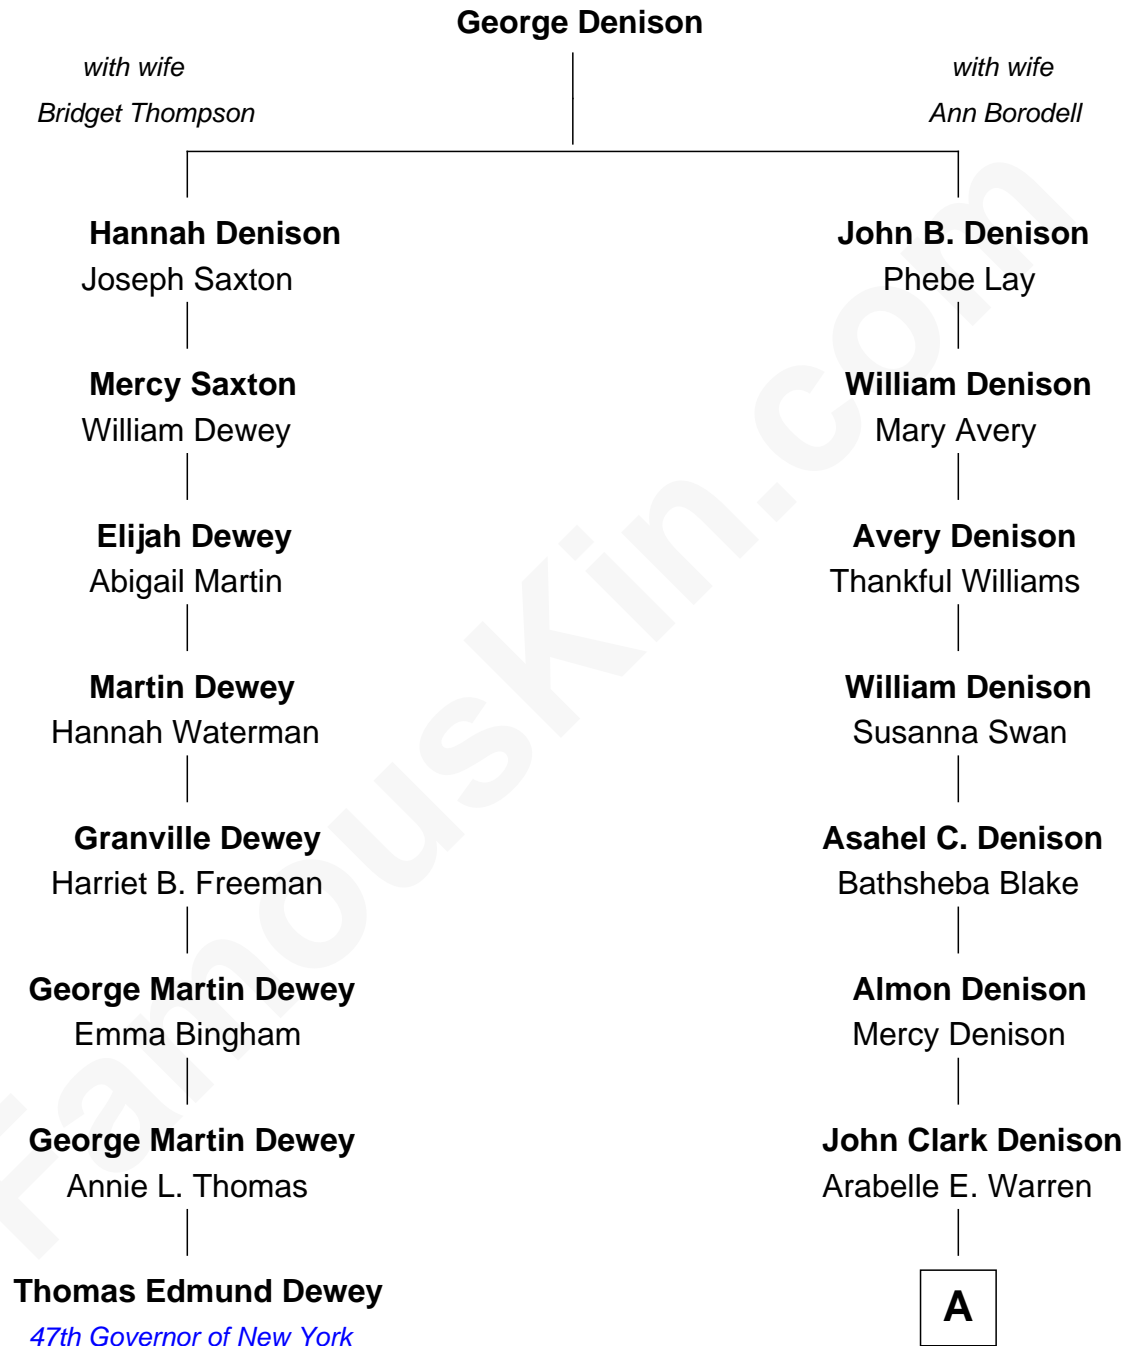 George Denison
with wife
Bridget Thompson
with wife
Ann Borodell
Hannah Denison
Joseph Saxton
John B. Denison
Phebe Lay
Mercy Saxton
William Dewey
William Denison
Mary Avery
Elijah Dewey
Abigail Martin
Avery Denison
Thankful Williams
Martin Dewey
Hannah Waterman
William Denison
Susanna Swan
Granville Dewey
Harriet B. Freeman
Asahel C. Denison
Bathsheba Blake
George Martin Dewey
Emma Bingham
Almon Denison
Mercy Denison
George Martin Dewey
Annie L. Thomas
John Clark Denison
Arabelle E. Warren
Thomas Edmund Dewey
47th Governor of New York
A
FamousKin.com